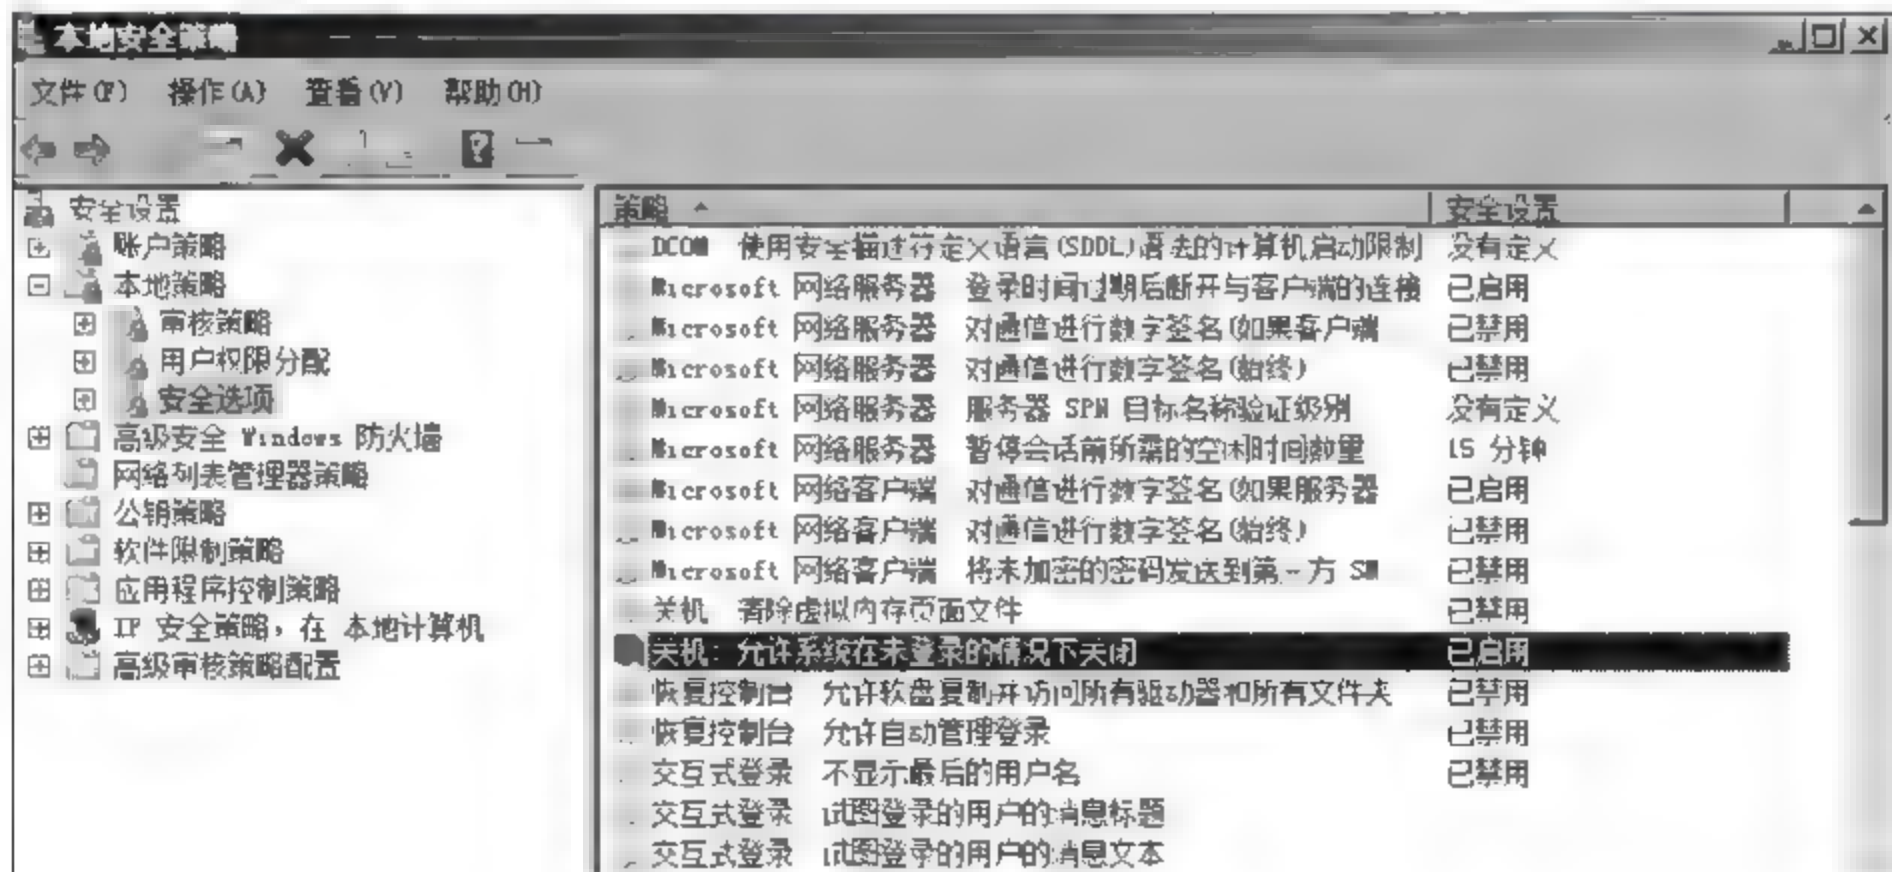 本地安全策略
文件(F) 操作(A) 查看(V) 帮助(H)
安全设置
账户策略
本地策略
审核策略
用户权限分配
安全选项
高级安全 Windows 防火墙
网络列表管理器策略
公钥策略
软件限制策略
应用程序控制策略
IP 安全策略，在 本地计算机
高级审核策略配置
策略 安全设置
DCOM 使用安全描述符定义语言(SDDL)语法的计算机启动限制 没有定义
Microsoft 网络服务器 登录时间过期后断开与客户端的连接 已启用
Microsoft 网络服务器 对通信进行数字签名(如果客户端 已禁用
Microsoft 网络服务器 对通信进行数字签名(始终) 已禁用
Microsoft 网络服务器 服务器 SPN 目标名称验证级别 没有定义
Microsoft 网络服务器 暂停会话前所需的空闲时间数量 15 分钟
Microsoft 网络客户端 对通信进行数字签名(如果服务器 已启用
Microsoft 网络客户端 对通信进行数字签名(始终) 已禁用
Microsoft 网络客户端 将未加密的密码发送到第三方 SM 已禁用
关机 清除虚拟内存页面文件 已禁用
关机: 允许系统在未登录的情况下关闭 已启用
恢复控制台 允许软盘复制并访问所有驱动器和所有文件夹 已禁用
恢复控制台 允许自动管理登录 已禁用
交互式登录 不显示最后的用户名 已禁用
交互式登录 试图登录的用户的消息标题
交互式登录 试图登录的用户的消息文本